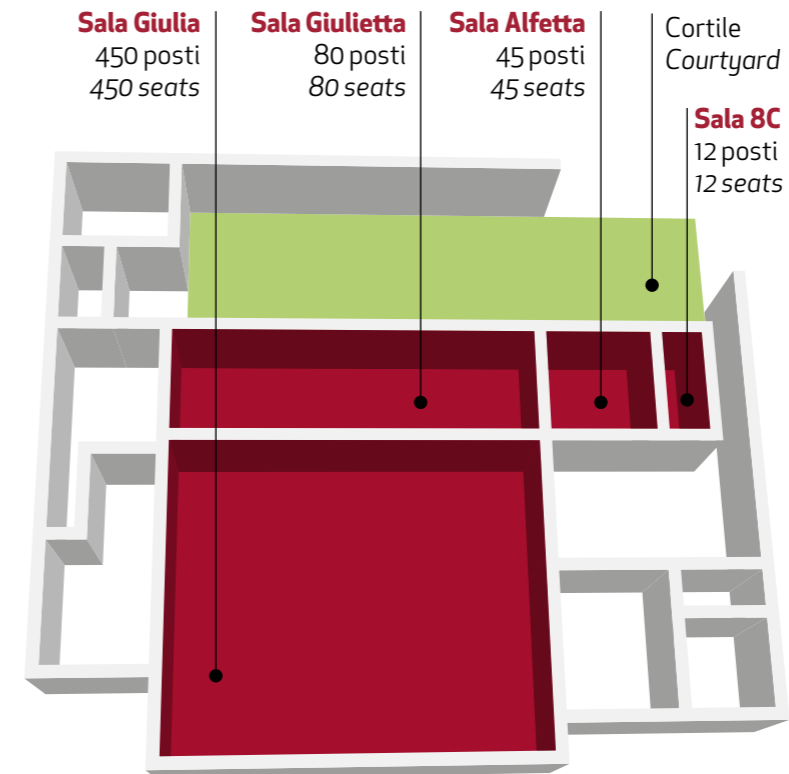 Sala Giulia
450 posti
450 seats
Sala Giulietta
80 posti
80 seats
Sala Alfetta
45 posti
45 seats
Cortile
Courtyard
Sala 8C
12 posti
12 seats